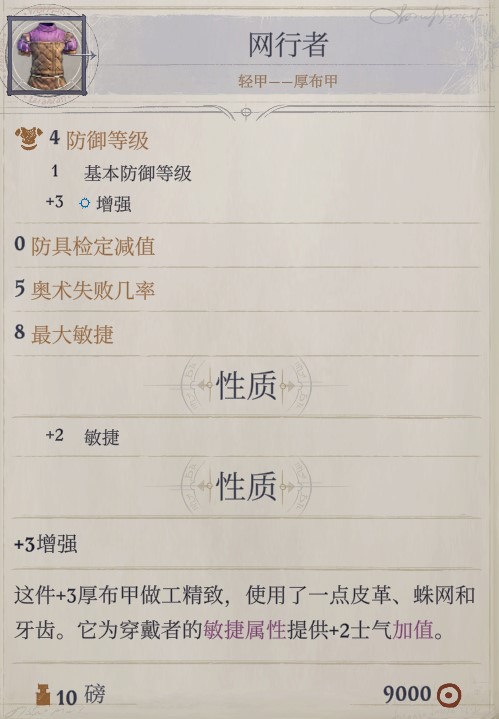 网行者
轻甲——厚布甲
4 防御等级
1 基本防御等级
+3 增强
0 防具检定减值
5 奥术失败几率
8 最大敏捷
性质
+2 敏捷
性质
+3增强
这件+3厚布甲做工精致，使用了一点皮革、蛛网和
牙齿。它为穿戴者的敏捷属性提供+2士气加值。
10 磅
9000